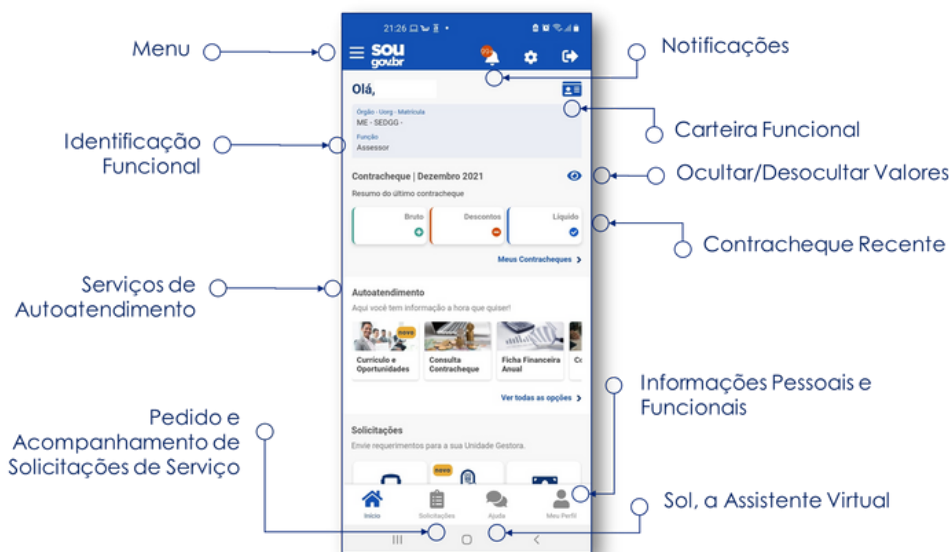 21:26
Menu
sou
gov.br
99+
Notificações
Olá,
Órgão - Uorg - Matrícula
ME - SEDGG -
Função
Assessor
Identificação
Funcional
Carteira Funcional
Contracheque | Dezembro 2021
Ocultar/Desocultar Valores
Resumo do último contracheque
Bruto
Descontos
Líquido
Contracheque Recente
Meus Contracheques
Serviços de
Autoatendimento
Autoatendimento
Aqui você tem informação a hora que quiser!
novo
Currículo e
Oportunidades
Consulta
Contracheque
Ficha Financeira
Anual
Co
Ver todas as opções
Informações Pessoais e
Funcionais
Pedido e
Acompanhamento de
Solicitações de Serviço
Solicitações
Envie requerimentos para a sua Unidade Gestora.
novo
Início
Solicitações
Ajuda
Meu Perfil
Sol, a Assistente Virtual